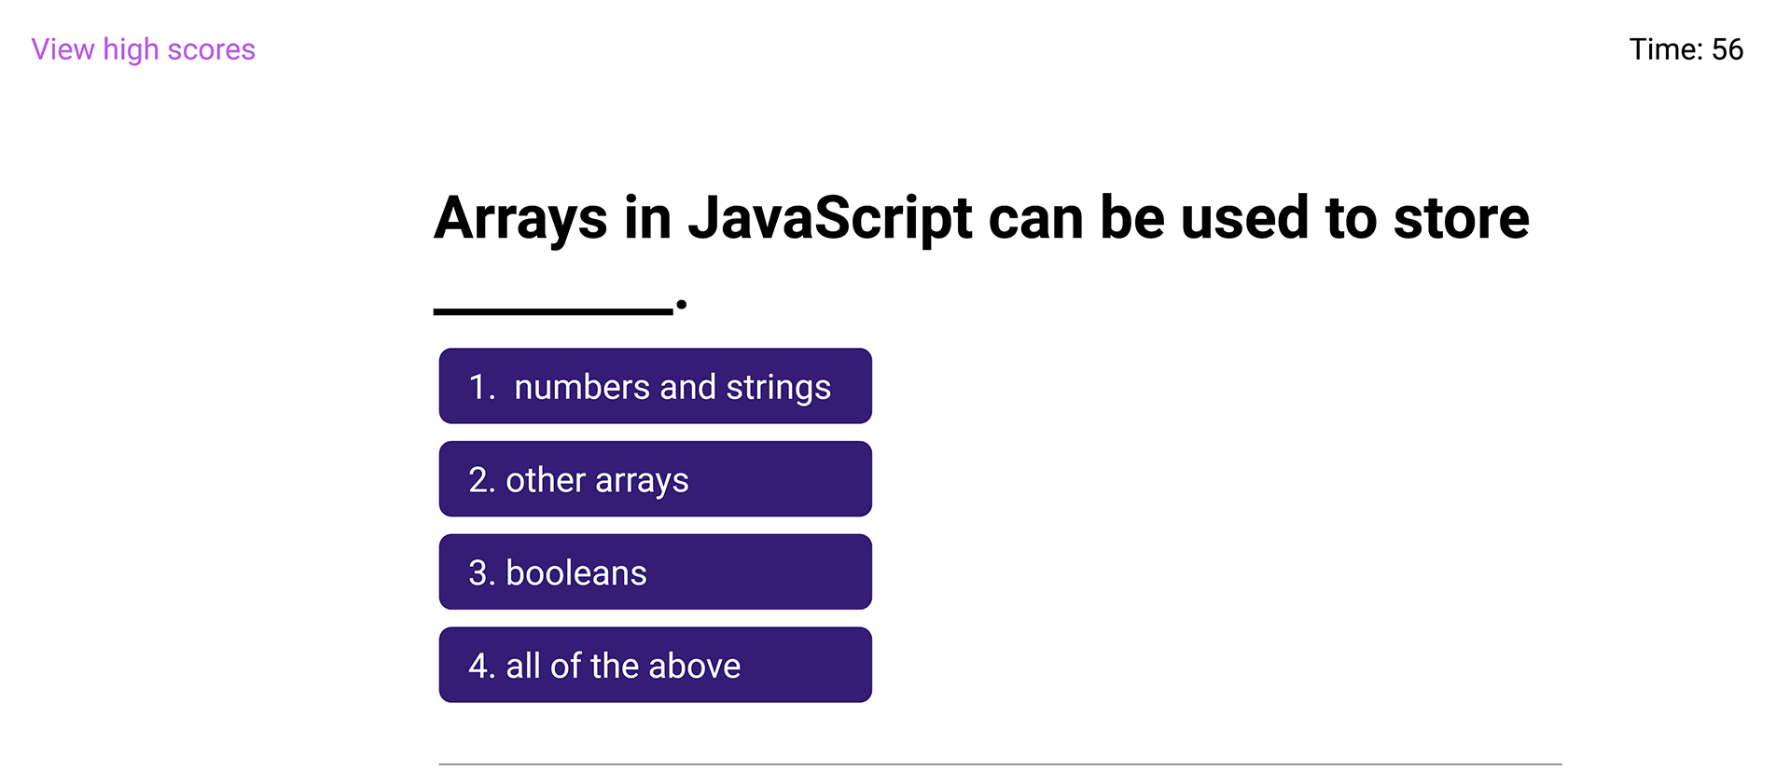 View high scores
Time: 56
Arrays in JavaScript can be used to store
________.
1. numbers and strings
2. other arrays
3. booleans
4. all of the above